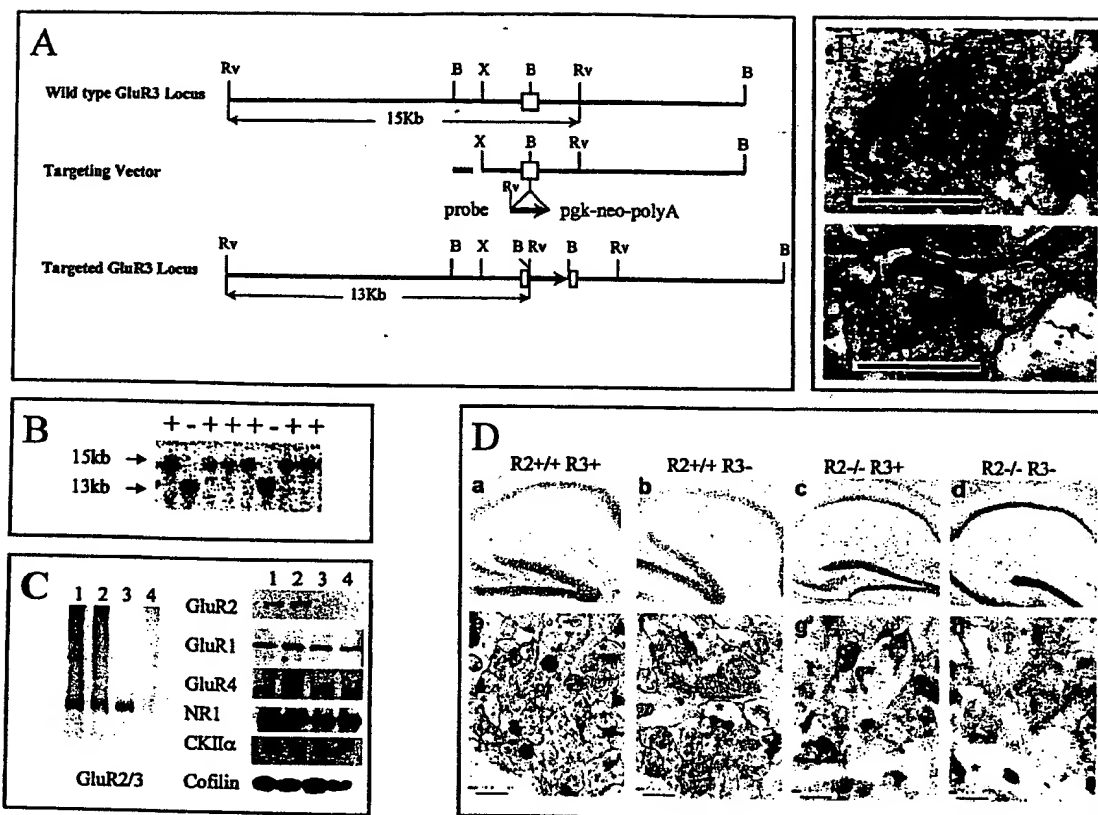 A
Rv B X B Rv B
Wild type GluR3 Locus
15Kb
X B Rv B
Targeting Vector
Rv
probe pgk-neo-polyA
Rv B X B Rv B Rv B
Targeted GluR3 Locus
13Kb
B
+ - + + + - + +
15kb
13kb
C
1 2 3 4
GluR2/3
1 2 3 4
GluR2
GluR1
GluR4
NR1
CKIIα
Cofilin
D
R2+/+ R3+ R2+/+ R3- R2-/- R3+ R2-/- R3-
a b c d
f g